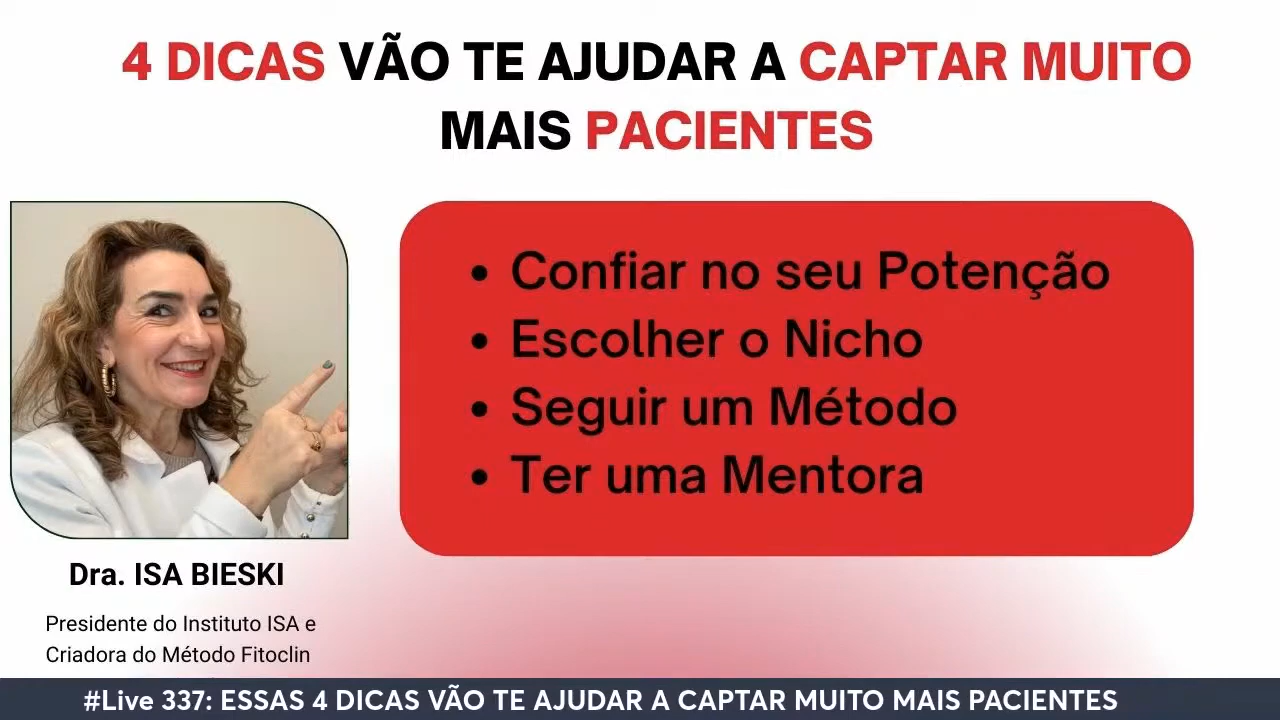 4 DICAS VÃO TE AJUDAR A CAPTAR MUITO
MAIS PACIENTES
• Confiar no seu Potenção
• Escolher o Nicho
• Seguir um Método
• Ter uma Mentora
Dra. ISA BIESKI
Presidente do Instituto ISA e
Criadora do Método Fitoclin
#Live 337: ESSAS 4 DICAS VÃO TE AJUDAR A CAPTAR MUITO MAIS PACIENTES